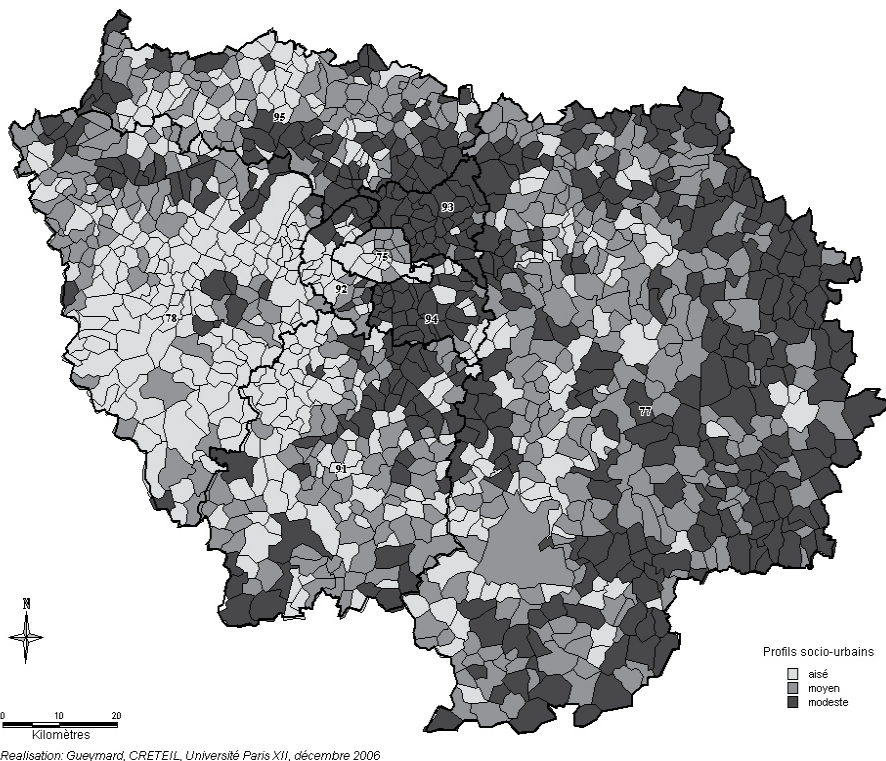 95
93
75
92
78
94
77
91
N
Profils socio-urbains
aisé
moyen
modeste
0 10 20
Kilomètres
Realisation: Gueymard, CRETEIL, Université Paris XII, décembre 2006